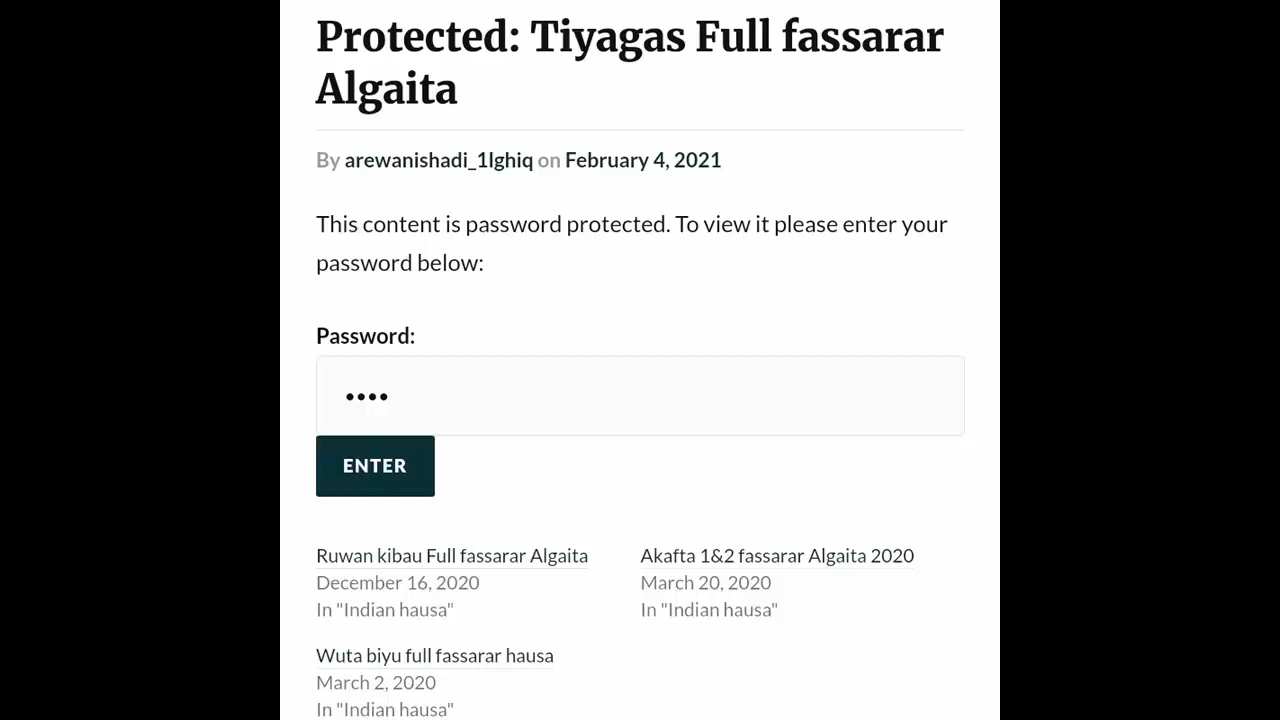 Protected: Tiyagas Full fassarar
Algaita
By arewanishadi_1lghiq on February 4, 2021
This content is password protected. To view it please enter your
password below:
Password:
••••
ENTER
Ruwan kibau Full fassarar Algaita
December 16, 2020
In "Indian hausa"
Akafta 1&2 fassarar Algaita 2020
March 20, 2020
In "Indian hausa"
Wuta biyu full fassarar hausa
March 2, 2020
In "Indian hausa"